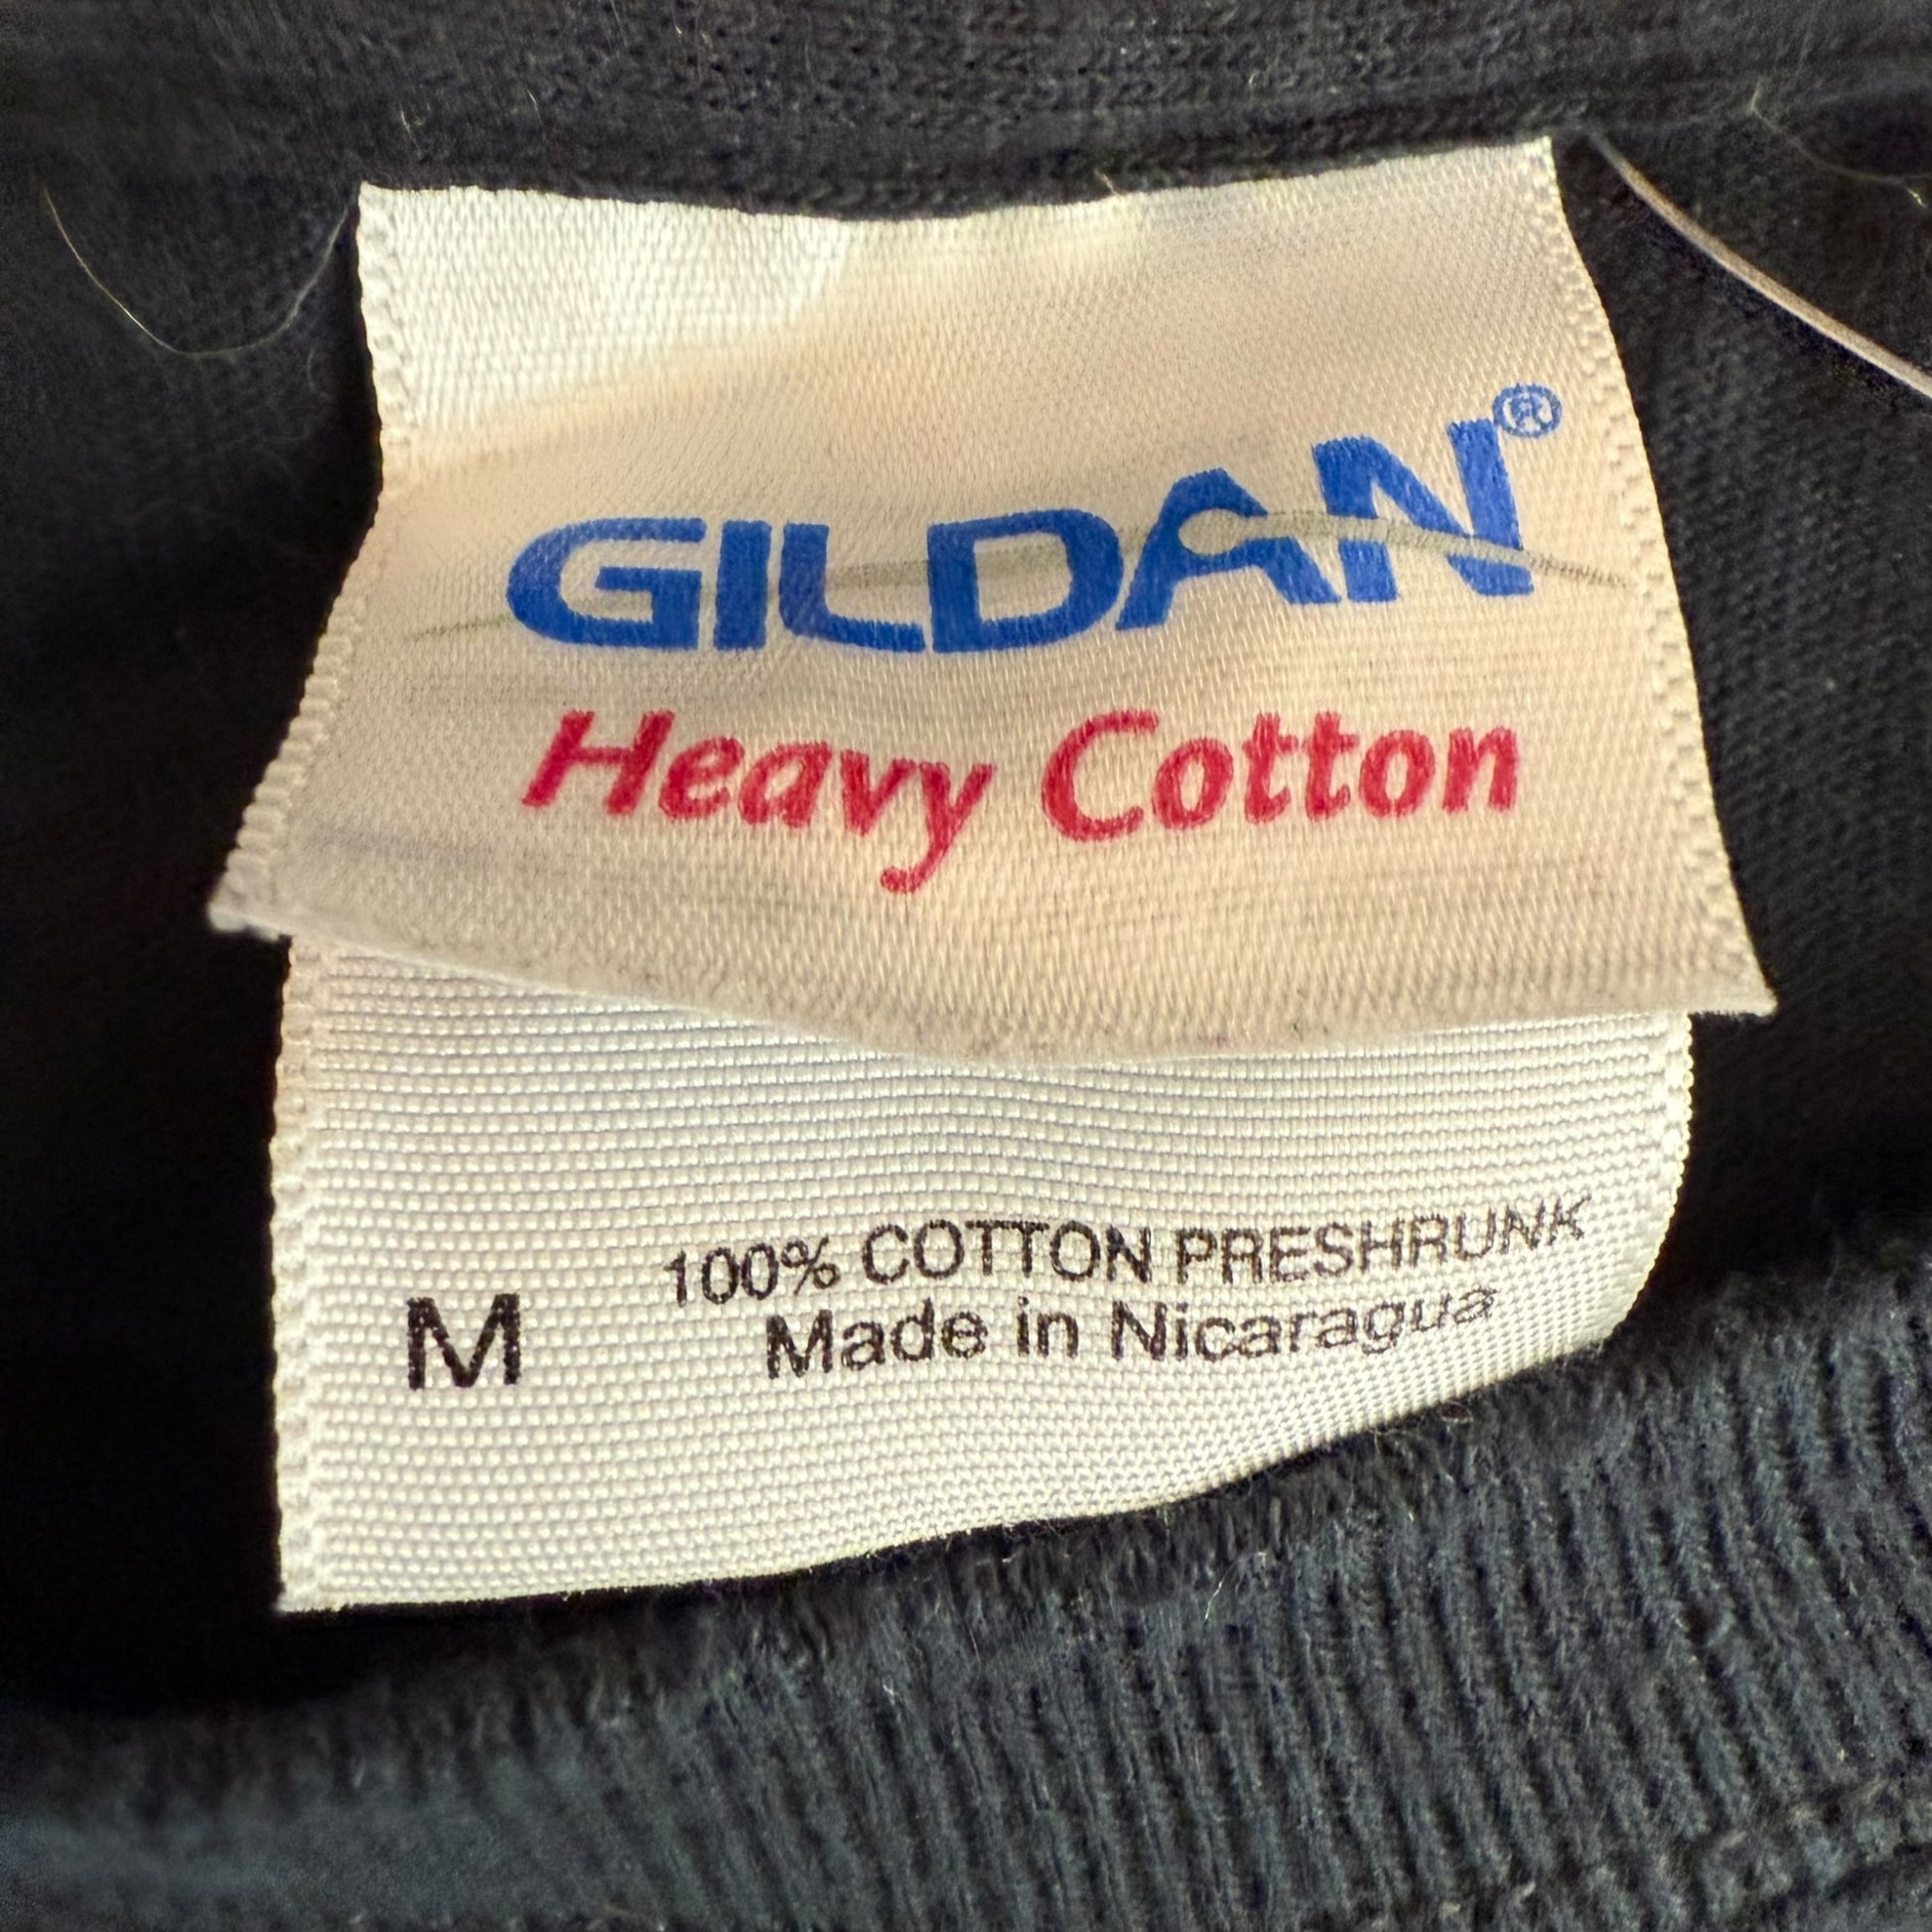 GILDAN®
Heavy Cotton
100% COTTON PRESHRUNK
M Made in Nicaragua